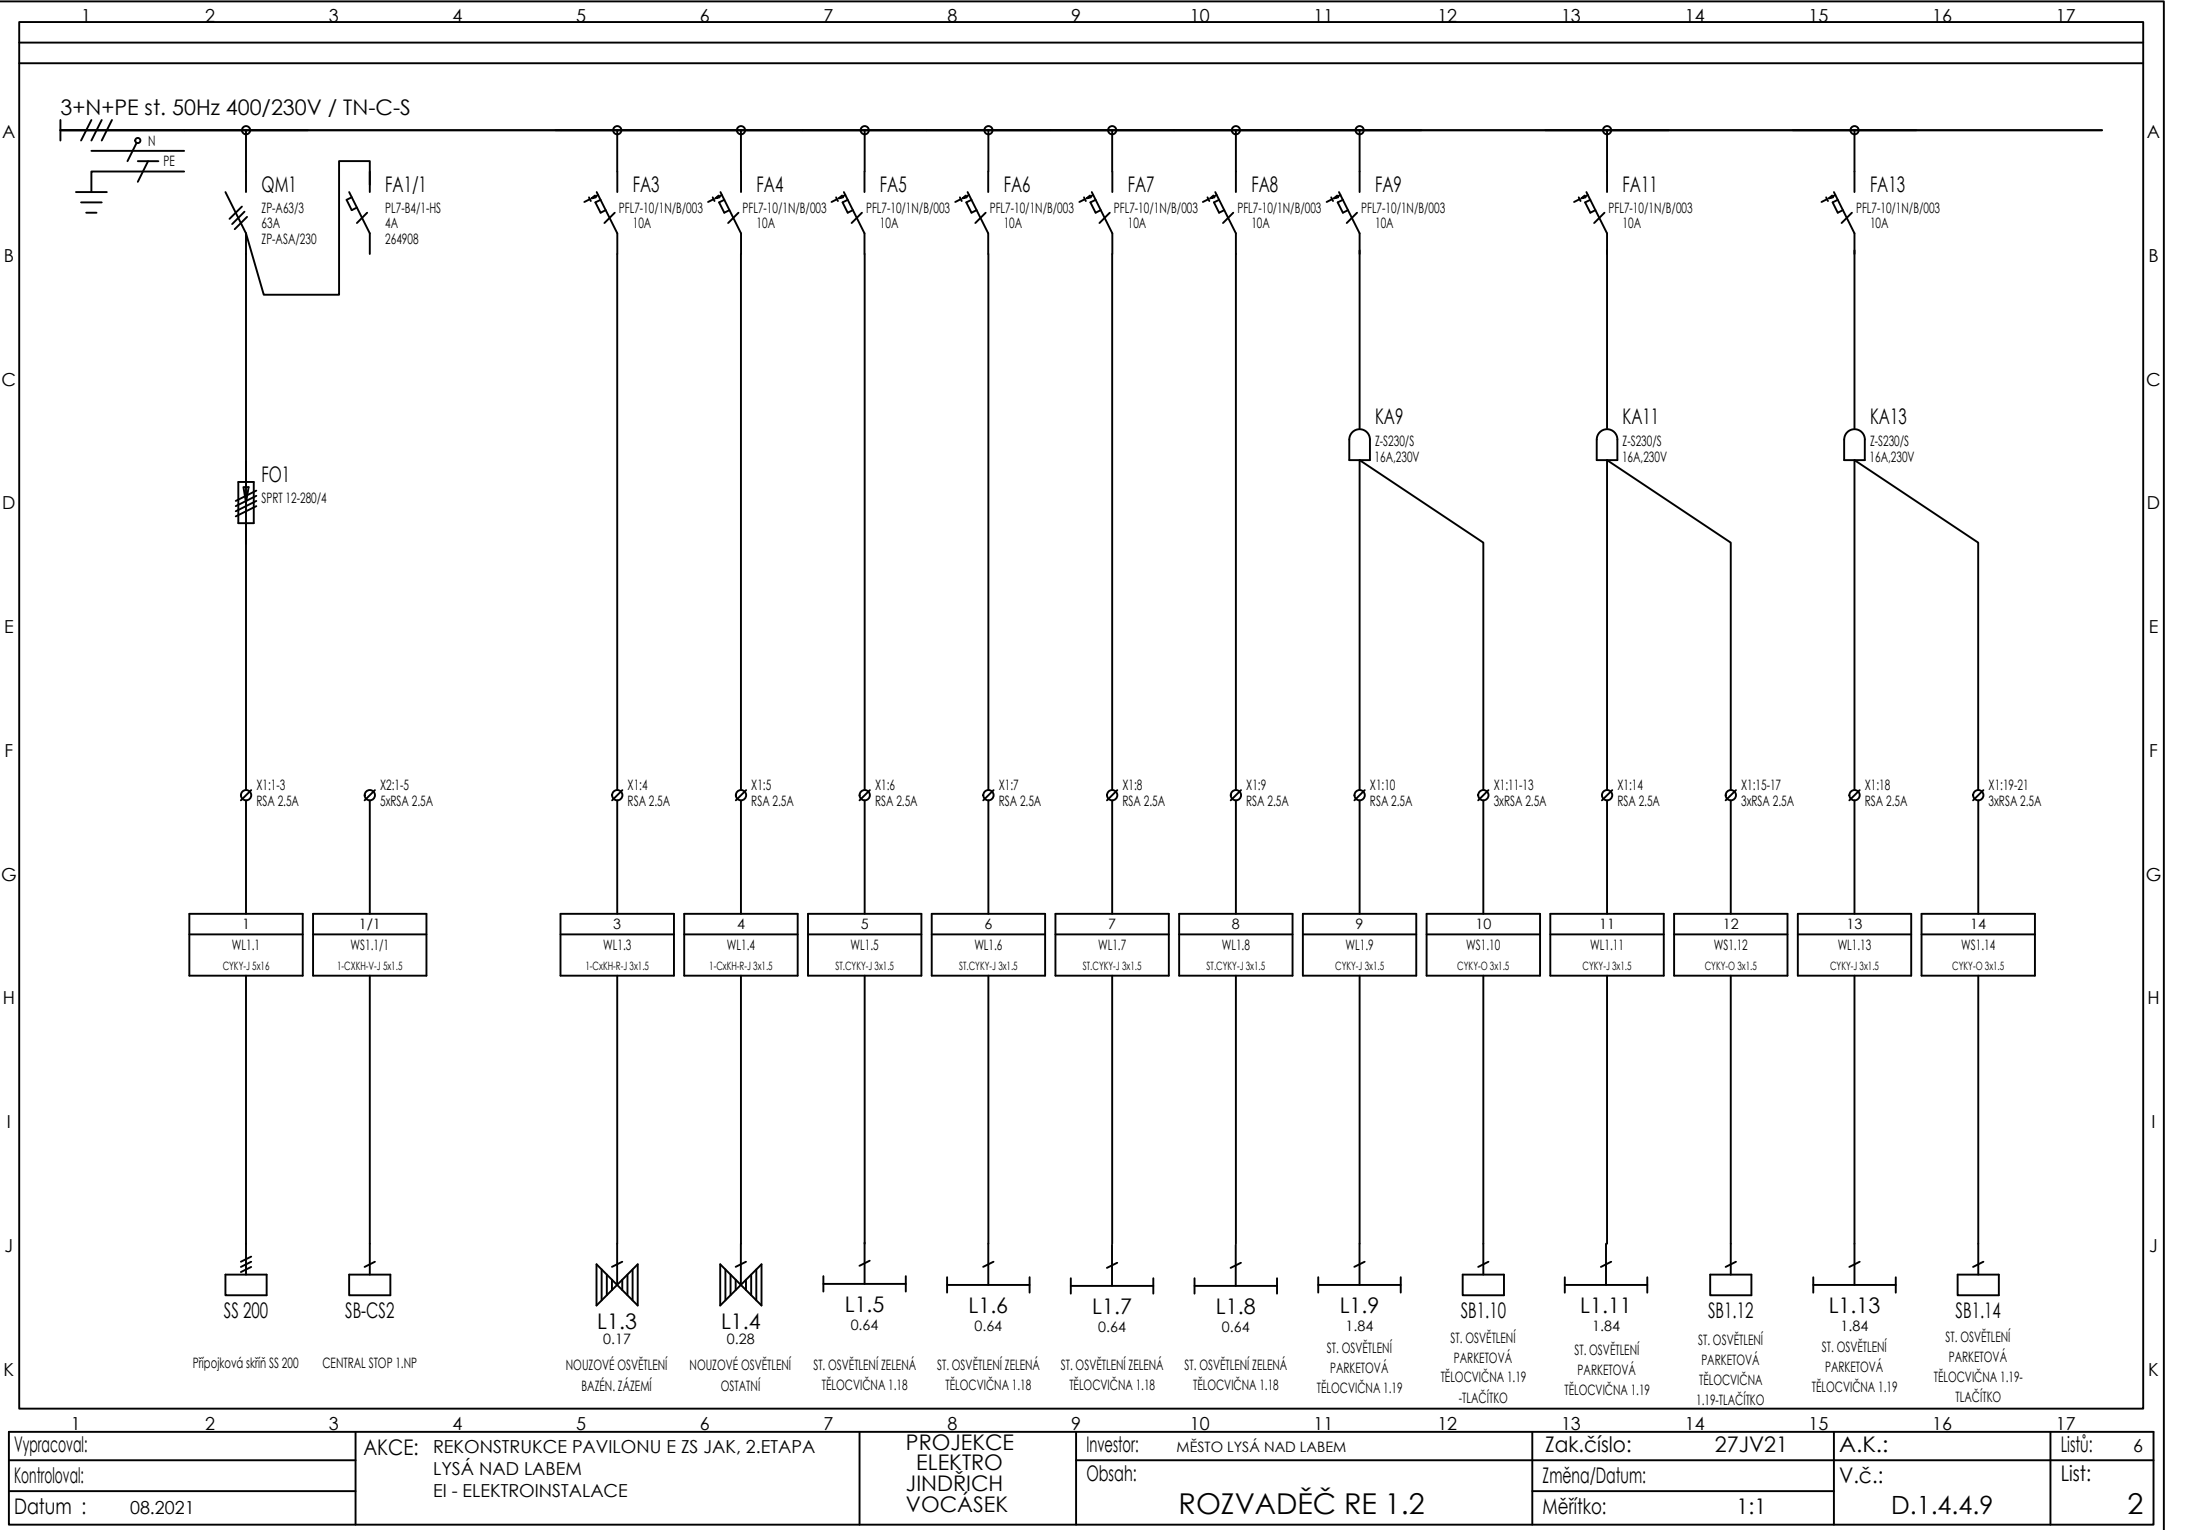 1 2 3 4 5 6 7 8 9 10 11 12 13 14 15 16 17
3+N+PE st. 50Hz 400/230V / TN-C-S
A A
N
PE
QM1
ZP-A63/3
63A
ZP-ASA/230
FA1/1
PL7-B4/1-HS
4A
264908
FA3
PFL7-10/1N/B/003
10A
FA4
PFL7-10/1N/B/003
10A
FA5
PFL7-10/1N/B/003
10A
FA6
PFL7-10/1N/B/003
10A
FA7
PFL7-10/1N/B/003
10A
FA8
PFL7-10/1N/B/003
10A
FA9
PFL7-10/1N/B/003
10A
FA11
PFL7-10/1N/B/003
10A
FA13
PFL7-10/1N/B/003
10A
B B
C C
KA9
Z-S230/S
16A,230V
KA11
Z-S230/S
16A,230V
KA13
Z-S230/S
16A,230V
FO1
SPRT 12-280/4
D D
E E
F F
X1:1-3
RSA 2.5A
X2:1-5
5xRSA 2.5A
X1:4
RSA 2.5A
X1:5
RSA 2.5A
X1:6
RSA 2.5A
X1:7
RSA 2.5A
X1:8
RSA 2.5A
X1:9
RSA 2.5A
X1:10
RSA 2.5A
X1:11-13
3xRSA 2.5A
X1:14
RSA 2.5A
X1:15-17
3xRSA 2.5A
X1:18
RSA 2.5A
X1:19-21
3xRSA 2.5A
G G
1
WL1.1
CYKY-J 5x16
1/1
WS1.1/1
1-CXKH-V-J 5x1.5
3
WL1.3
1-CxKH-R-J 3x1.5
4
WL1.4
1-CxKH-R-J 3x1.5
5
WL1.5
ST.CYKY-J 3x1.5
6
WL1.6
ST.CYKY-J 3x1.5
7
WL1.7
ST.CYKY-J 3x1.5
8
WL1.8
ST.CYKY-J 3x1.5
9
WL1.9
CYKY-J 3x1.5
10
WS1.10
CYKY-O 3x1.5
11
WL1.11
CYKY-J 3x1.5
12
WS1.12
CYKY-O 3x1.5
13
WL1.13
CYKY-J 3x1.5
14
WS1.14
CYKY-O 3x1.5
H H
I I
J J
SS 200
Přípojková skříň SS 200
SB-CS2
CENTRAL STOP 1.NP
L1.3
0.17
NOUZOVÉ OSVĚTLENÍ
BAZÉN. ZÁZEMÍ
L1.4
0.28
NOUZOVÉ OSVĚTLENÍ
OSTATNÍ
L1.5
0.64
ST. OSVĚTLENÍ ZELENÁ
TĚLOCVIČNA 1.18
L1.6
0.64
ST. OSVĚTLENÍ ZELENÁ
TĚLOCVIČNA 1.18
L1.7
0.64
ST. OSVĚTLENÍ ZELENÁ
TĚLOCVIČNA 1.18
L1.8
0.64
ST. OSVĚTLENÍ ZELENÁ
TĚLOCVIČNA 1.18
L1.9
1.84
ST. OSVĚTLENÍ
PARKETOVÁ
TĚLOCVIČNA 1.19
SB1.10
ST. OSVĚTLENÍ
PARKETOVÁ
TĚLOCVIČNA 1.19
-TLAČÍTKO
L1.11
1.84
ST. OSVĚTLENÍ
PARKETOVÁ
TĚLOCVIČNA 1.19
SB1.12
ST. OSVĚTLENÍ
PARKETOVÁ
TĚLOCVIČNA
1.19-TLAČÍTKO
L1.13
1.84
ST. OSVĚTLENÍ
PARKETOVÁ
TĚLOCVIČNA 1.19
SB1.14
ST. OSVĚTLENÍ
PARKETOVÁ
TĚLOCVIČNA 1.19-
TLAČÍTKO
K K
1 2 3 4 5 6 7 8 9 10 11 12 13 14 15 16 17
Vypracoval:
Kontroloval:
Datum : 08.2021
AKCE: REKONSTRUKCE PAVILONU E ZS JAK, 2.ETAPA
LYSÁ NAD LABEM
EI - ELEKTROINSTALACE
PROJEKCE
ELEKTRO
JINDŘICH
VOCÁSEK
Investor: MĚSTO LYSÁ NAD LABEM
Obsah:
ROZVADĚČ RE 1.2
Zak.číslo: 27JV21
Změna/Datum:
Měřítko: 1:1
A.K.:
V.č.:
D.1.4.4.9
Listů: 6
List:
2